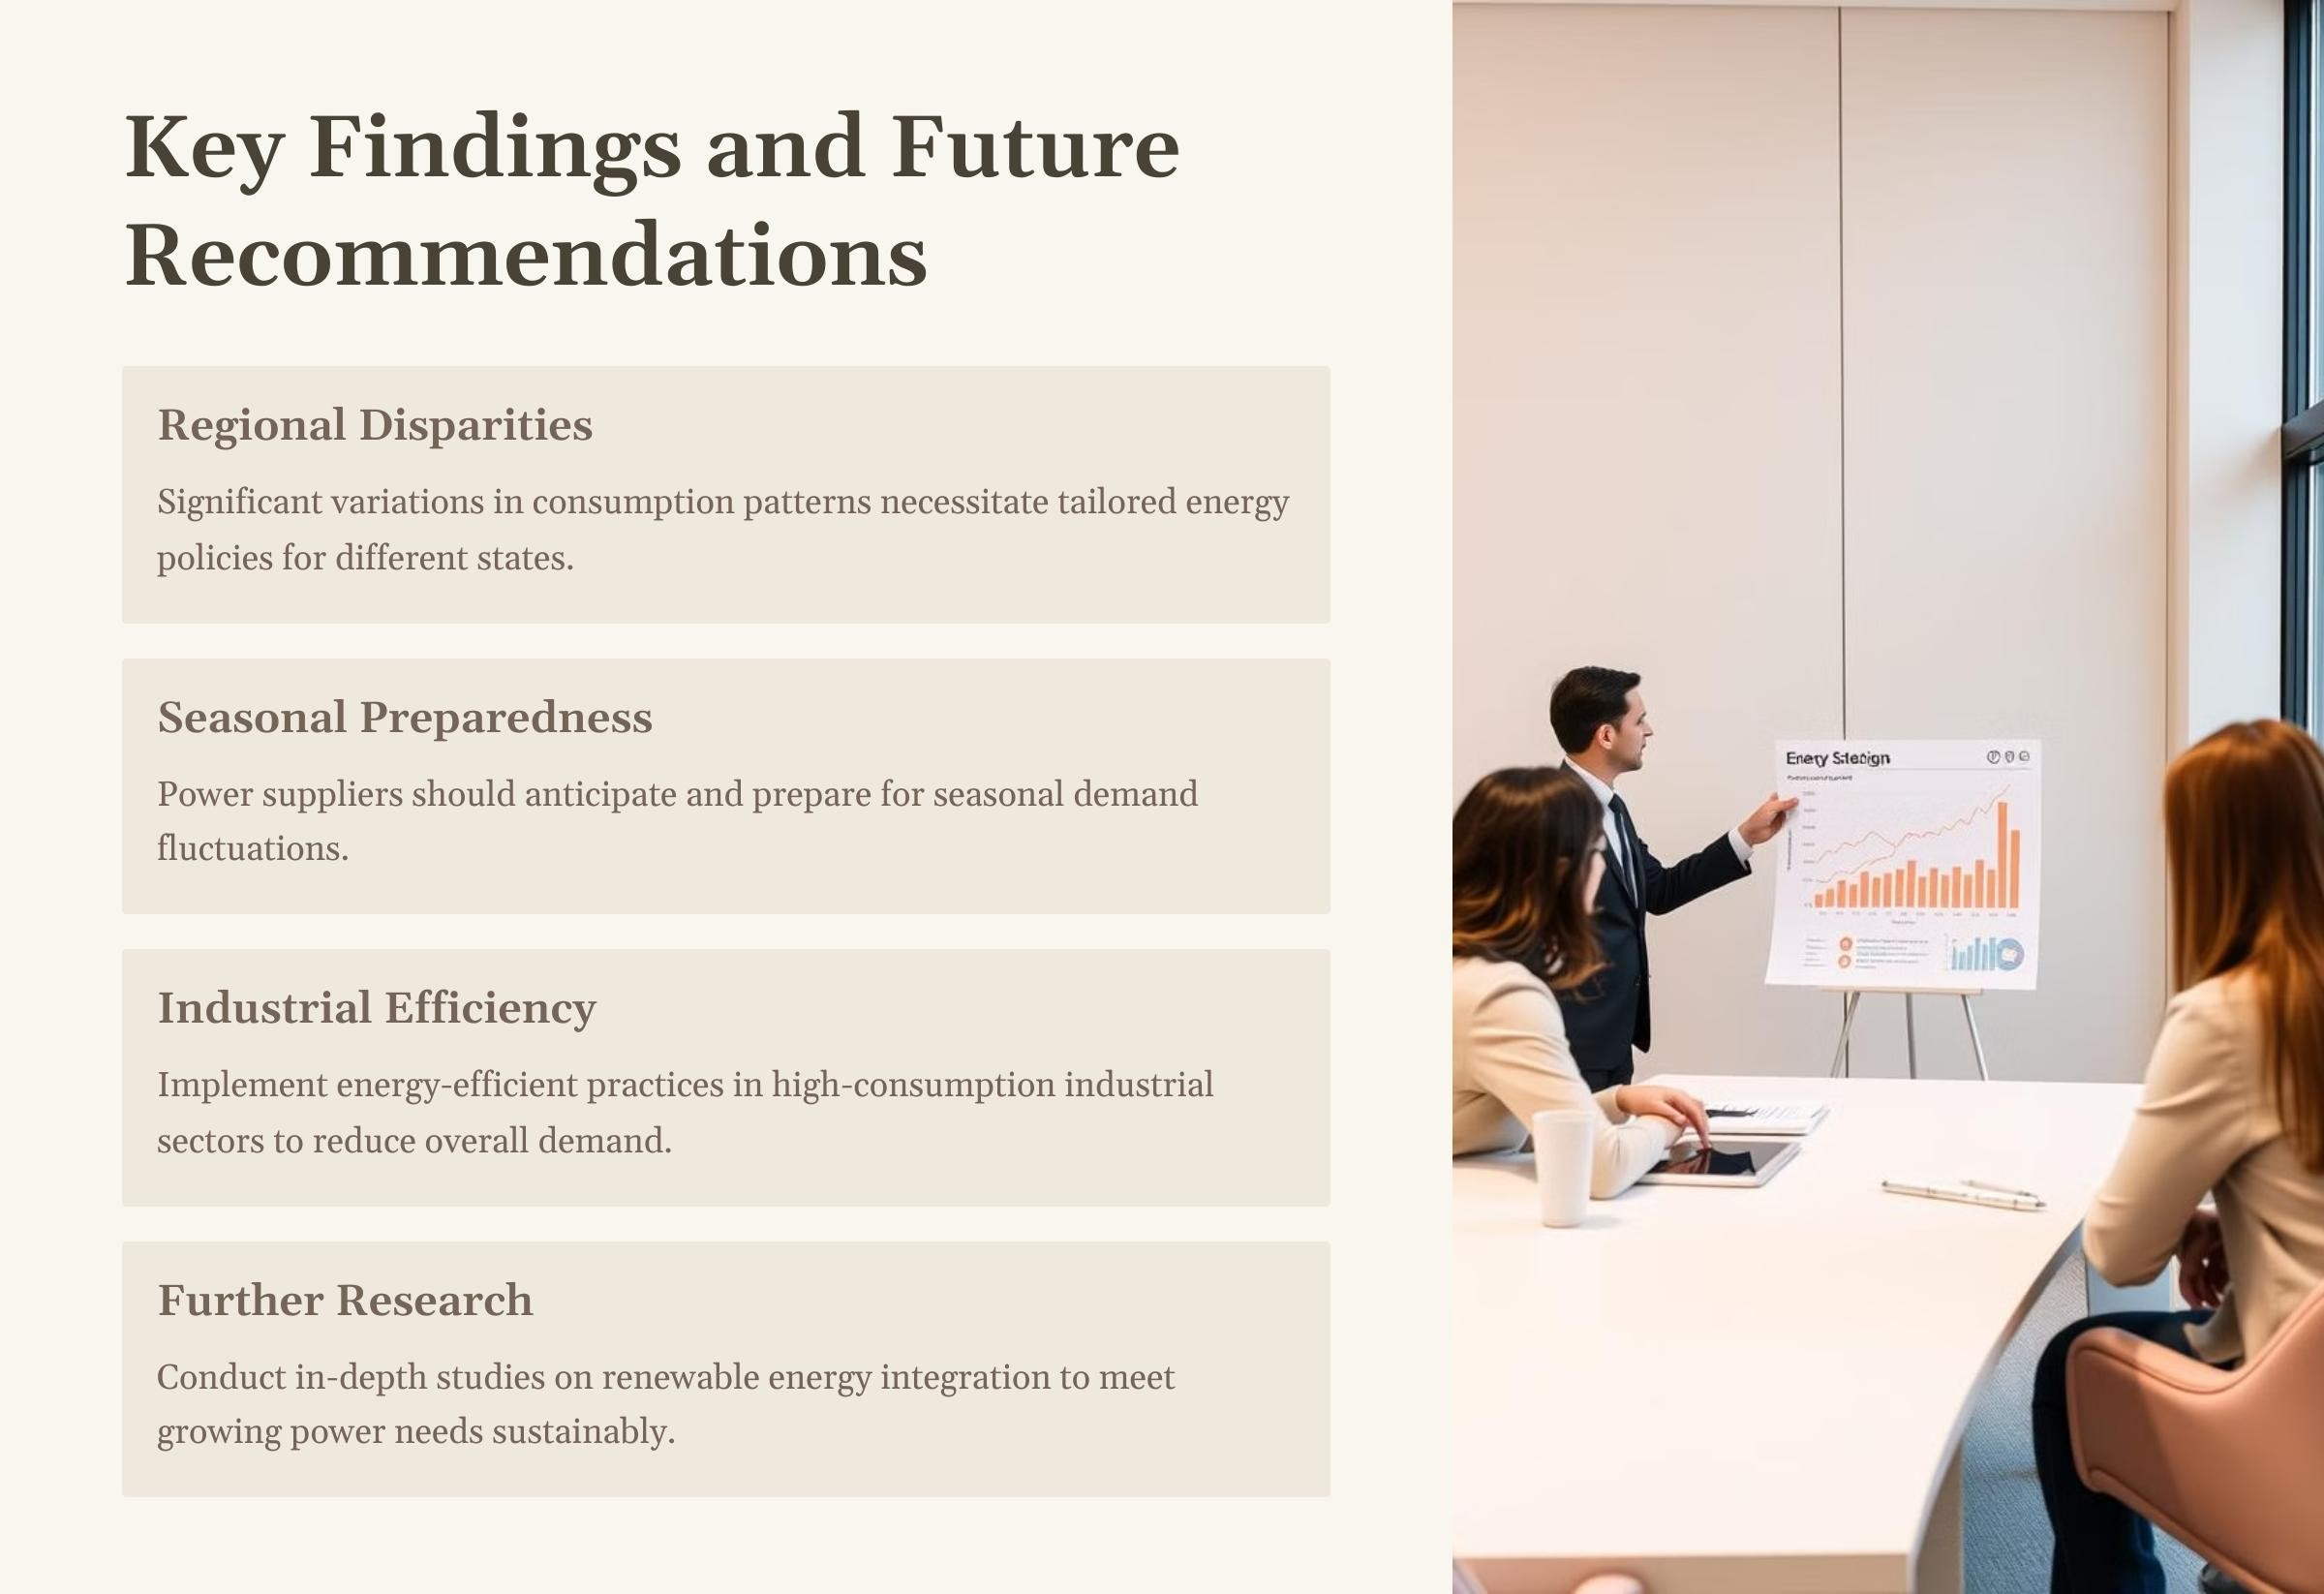 Key Findings and Future
Recommendations
Regional Disparities
Significant variations in consumption patterns necessitate tailored energy
policies for different states.
Seasonal Preparedness
Power suppliers should anticipate and prepare for seasonal demand
fluctuations.
Industrial Efficiency
Implement energy-efficient practices in high-consumption industrial
sectors to reduce overall demand.
Further Research
Conduct in-depth studies on renewable energy integration to meet
growing power needs sustainably.